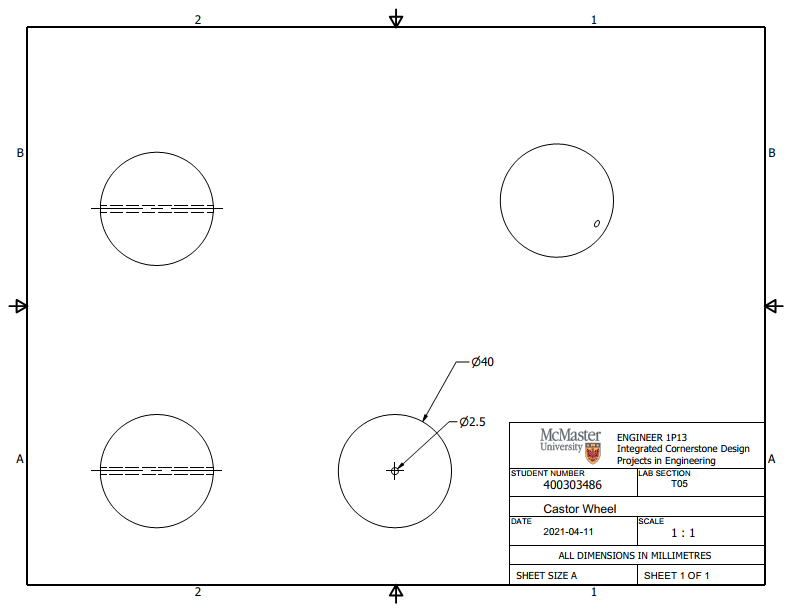 2 1
B B
Ø40
Ø2.5
A A
McMaster
University
ENGINEER 1P13
Integrated Cornerstone Design
Projects in Engineering
STUDENT NUMBER
400303486
LAB SECTION
T05
Castor Wheel
DATE
2021-04-11
SCALE
1 : 1
ALL DIMENSIONS IN MILLIMETRES
SHEET SIZE A
SHEET 1 OF 1
2 1